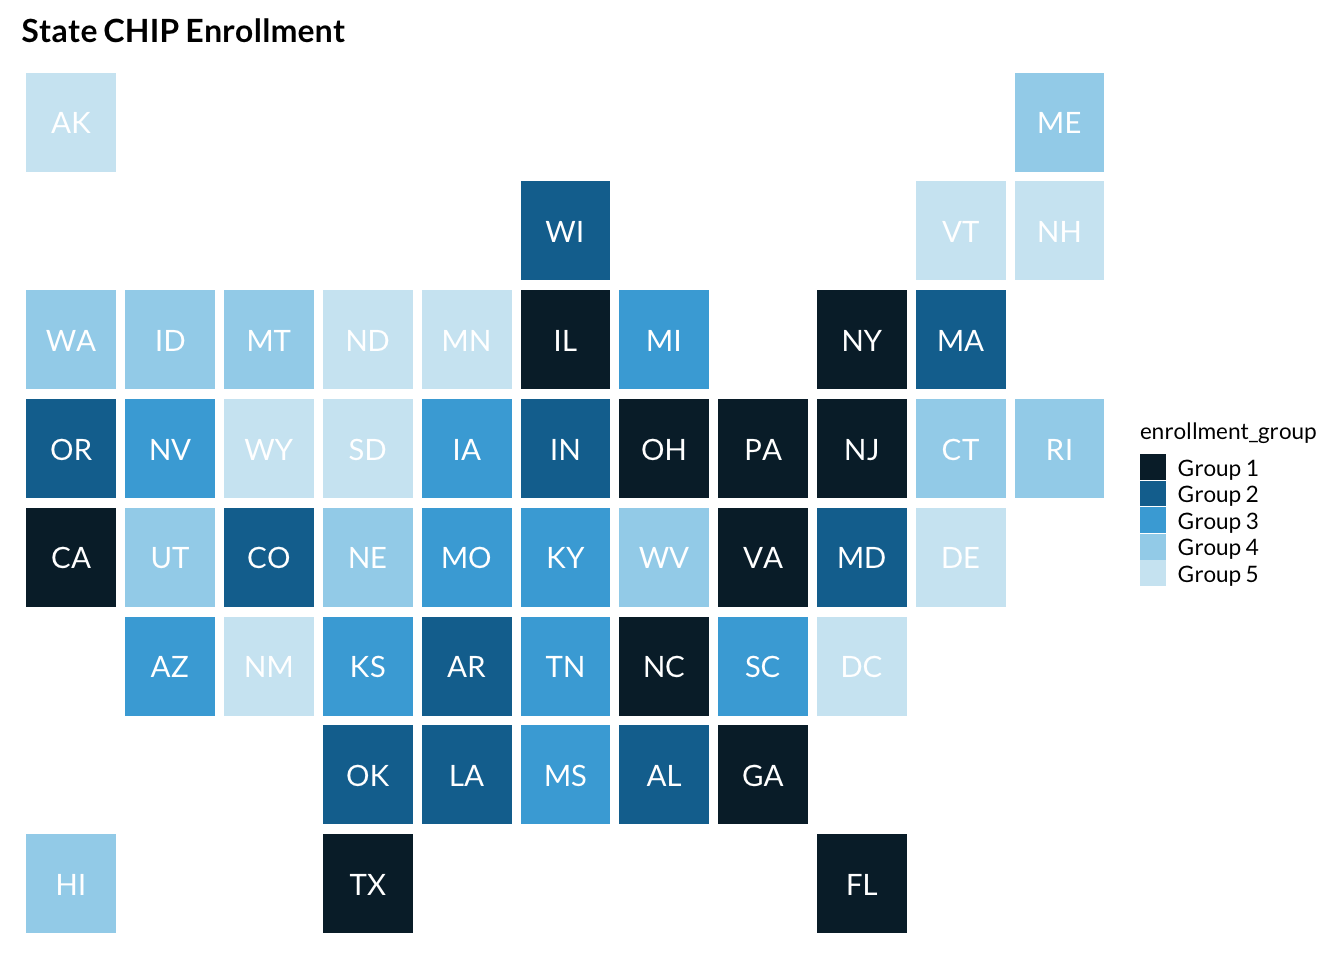 State CHIP Enrollment
AK ME
WI VT NH
WA ID MT ND MN IL MI NY MA
OR NV WY SD IA IN OH PA NJ CT RI
enrollment_group
Group 1
Group 2
Group 3
Group 4
Group 5
CA UT CO NE MO KY WV VA MD DE
AZ NM KS AR TN NC SC DC
OK LA MS AL GA
HI TX FL